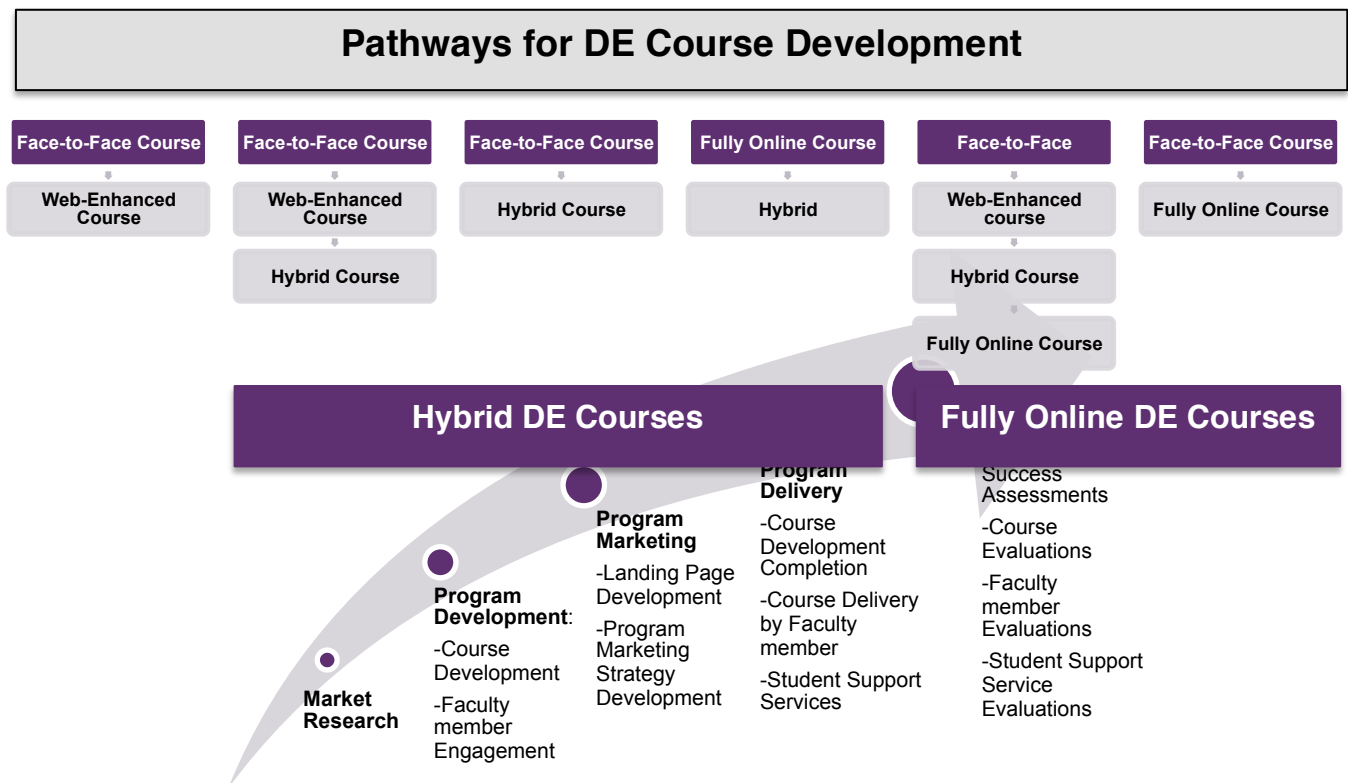 Pathways for DE Course Development
Face-to-Face Course
Web-Enhanced
Course
Face-to-Face Course
Web-Enhanced
Course
Hybrid Course
Face-to-Face Course
Hybrid Course
Fully Online Course
Hybrid
Face-to-Face
Web-Enhanced
course
Hybrid Course
Fully Online Course
Face-to-Face Course
Fully Online Course
Hybrid DE Courses
Fully Online DE Courses
Market
Research
Program
Development:
-Course
Development
-Faculty
member
Engagement
Program
Marketing
-Landing Page
Development
-Program
Marketing
Strategy
Development
Program
Delivery
-Course
Development
Completion
-Course Delivery
by Faculty
member
-Student Support
Services
Success
Assessments
-Course
Evaluations
-Faculty
member
Evaluations
-Student Support
Service
Evaluations